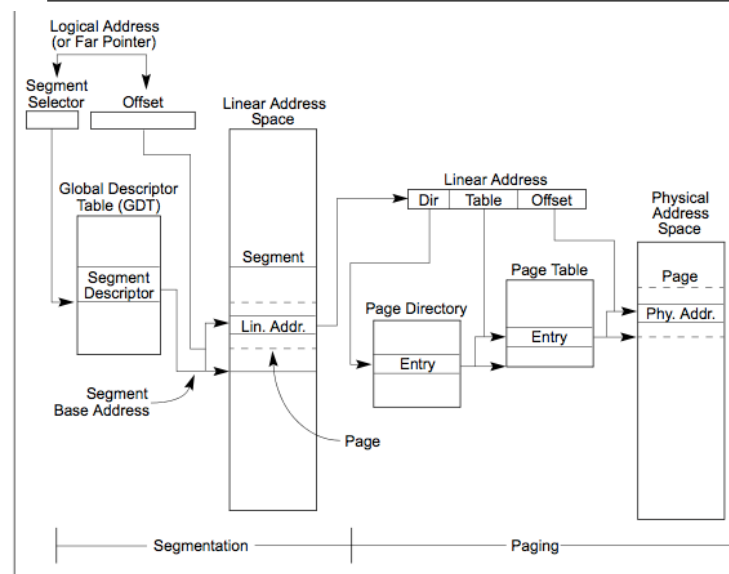 Logical Address
(or Far Pointer)
Segment
Selector
Offset
Linear Address
Space
Global Descriptor
Table (GDT)
Segment
Descriptor
Segment
Lin. Addr.
Segment
Base Address
Page
Linear Address
Dir
Table
Offset
Physical
Address
Space
Page Directory
Entry
Page Table
Entry
Page
Phy. Addr.
Segmentation
Paging